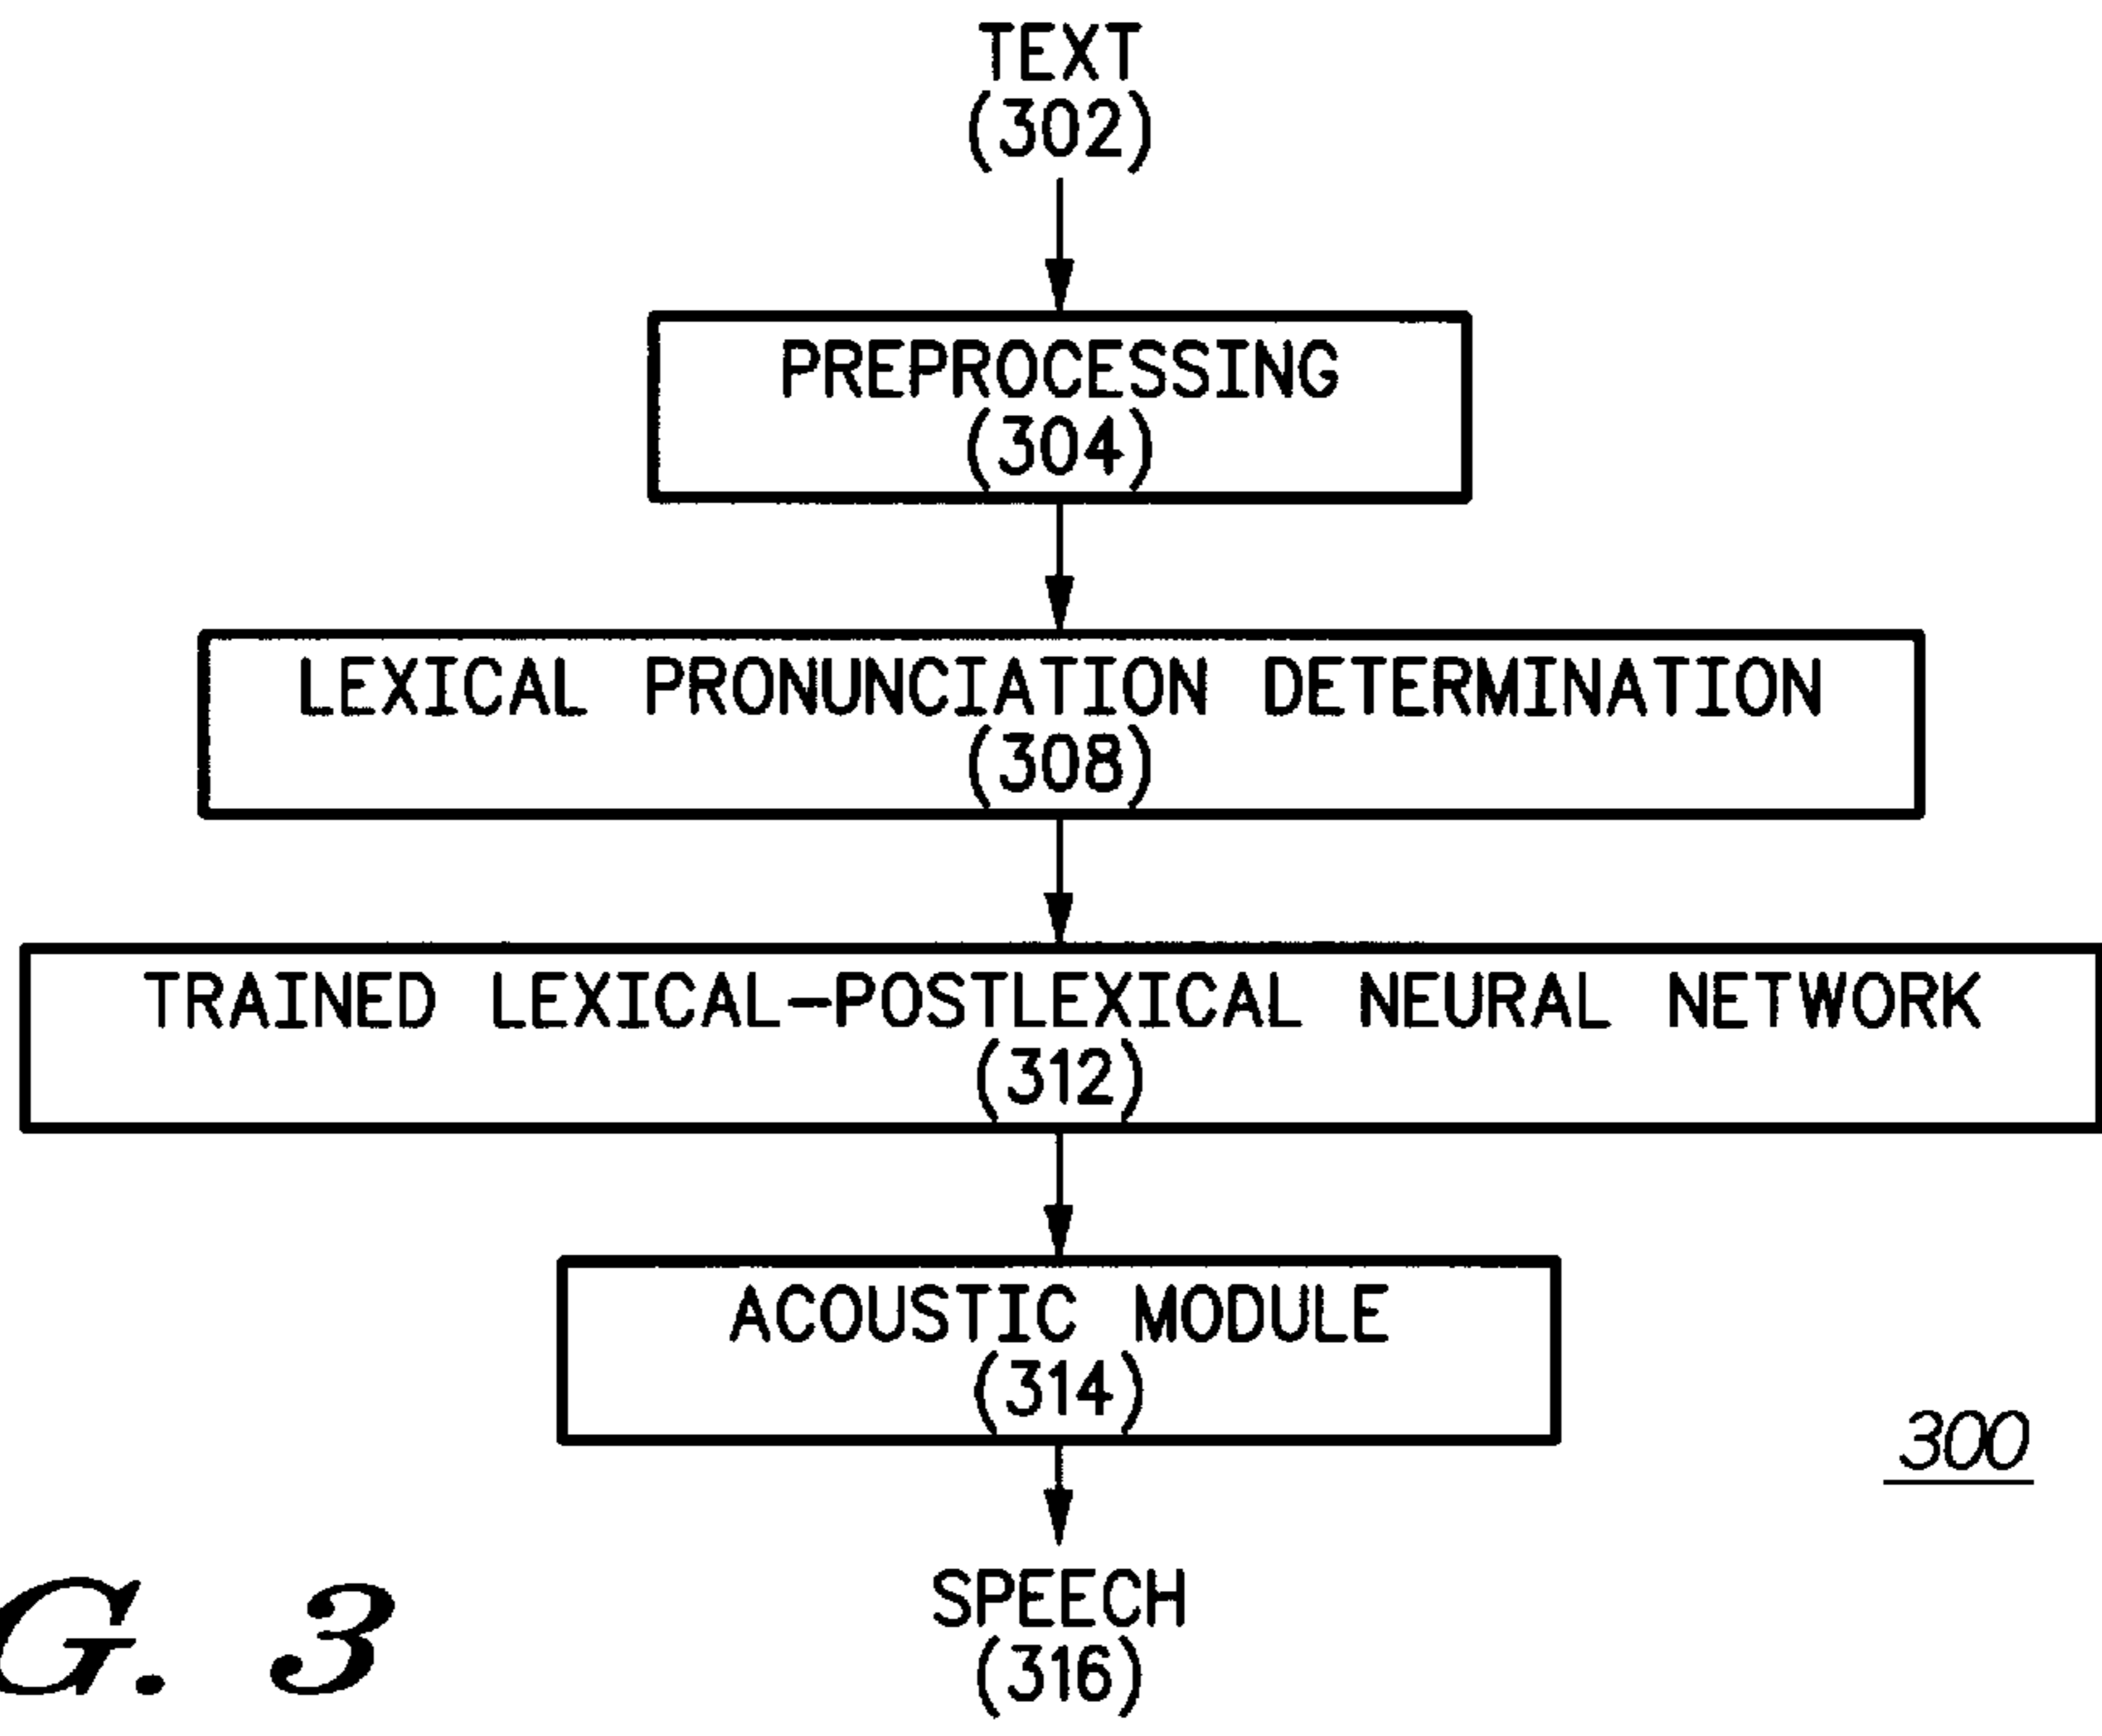 TEXT
(302)
PREPROCESSING
(304)
LEXICAL PRONUNCIATION DETERMINATION
(308)
TRAINED LEXICAL-POSTLEXICAL NEURAL NETWORK
(312)
ACOUSTIC MODULE
(314)
300
SPEECH
(316)
G. 3